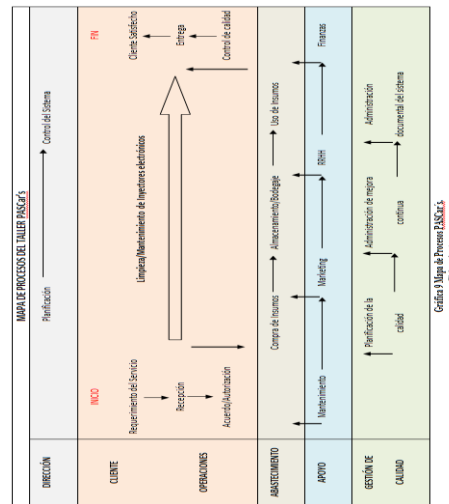 MAPA DE PROCESOS DEL TALLER PASCar's
DIRECCIÓN
Planificación
Control del Sistema
CLIENTE
INICIO
FIN
Requerimiento del Servicio
Cliente Satisfecho
Limpieza/Mantenimiento de Inyectores electrónicos
Recepción
Entrega
OPERACIONES
Acuerdo/Autorización
Control de calidad
ABASTECIMIENTO
Compra de Insumos
Almacenamiento/Bodegaje
Uso de Insumos
APOYO
Mantenimiento
Marketing
RRHH
Finanzas
GESTIÓN DE
CALIDAD
Planificación de la
calidad
Administración de mejora
continua
Administración
documental del sistema
Gráfica 9 Mapa de Procesos PASCar's.